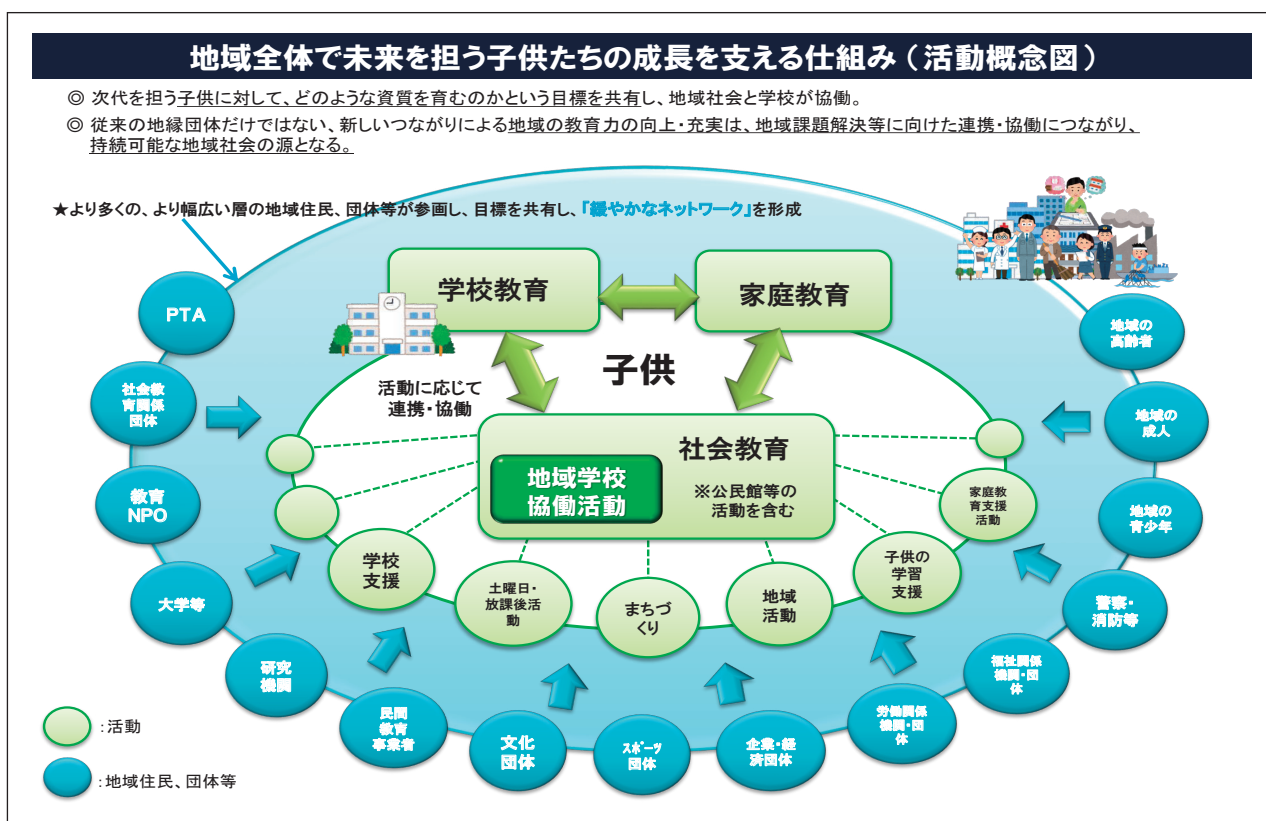 地域全体で未来を担う子供たちの成長を支える仕組み（活動概念図）
◎ 次代を担う子供に対して、どのような資質を育むのかという目標を共有し、地域社会と学校が協働。
◎ 従来の地縁団体だけではない、新しいつながりによる地域の教育力の向上・充実は、地域課題解決等に向けた連携・協働につながり、
持続可能な地域社会の源となる。
★より多くの、より幅広い層の地域住民、団体等が参画し、目標を共有し、「緩やかなネットワーク」を形成
学校教育
家庭教育
子供
活動に応じて
連携・協働
社会教育
地域学校
協働活動
※公民館等の
活動を含む
学校
支援
土曜日・
放課後活
動
まちづ
くり
地域
活動
子供の
学習
支援
家庭教
育支援
活動
PTA
社会教
育関係
団体
教育
NPO
大学等
研究
機関
民間
教育
事業者
文化
団体
スポーツ
団体
企業・経
済団体
労働関係
機関・団
体
福祉関係
機関・団
体
警察・
消防等
地域の
青少年
地域の
成人
地域の
高齢者
：活動
：地域住民、団体等